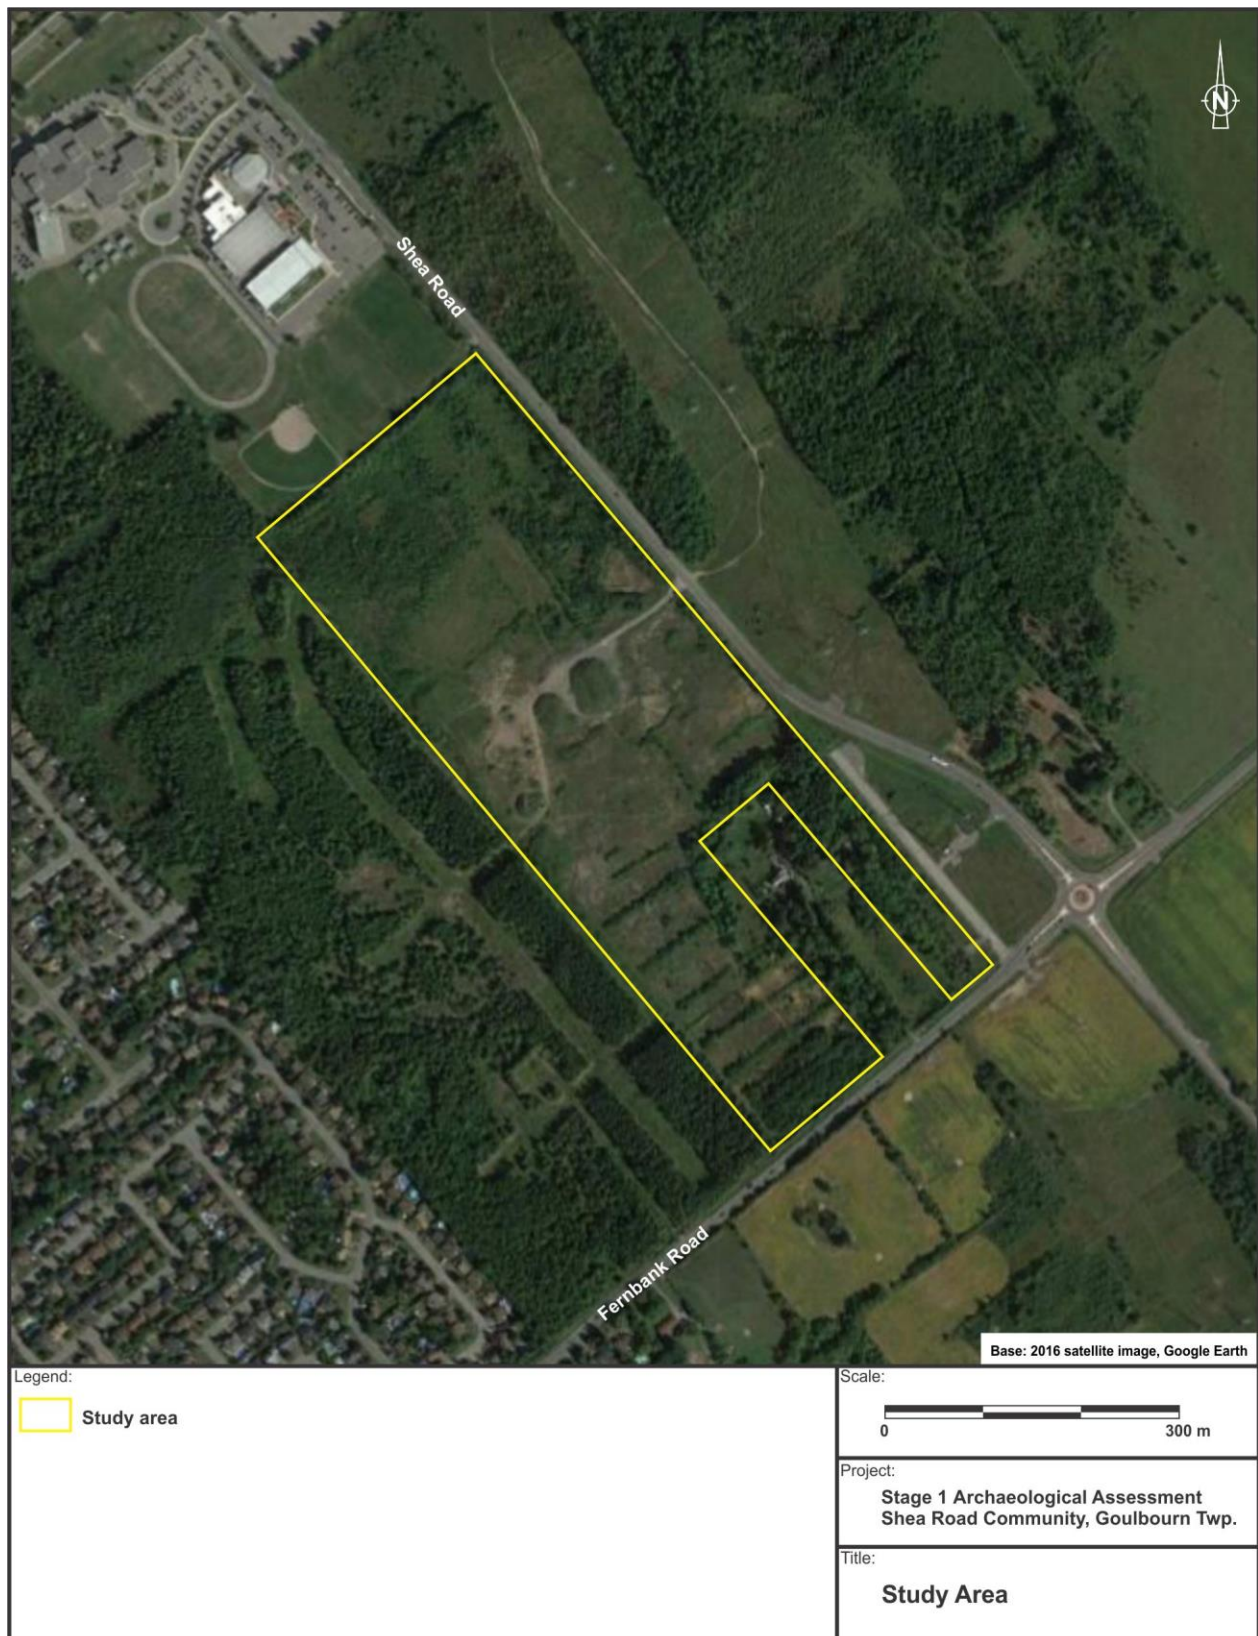 N
Shea Road
Fernbank Road
Base: 2016 satellite image, Google Earth
Legend:
Study area
Scale:
0 300 m
Project:
Stage 1 Archaeological Assessment
Shea Road Community, Goulbourn Twp.
Title:
Study Area